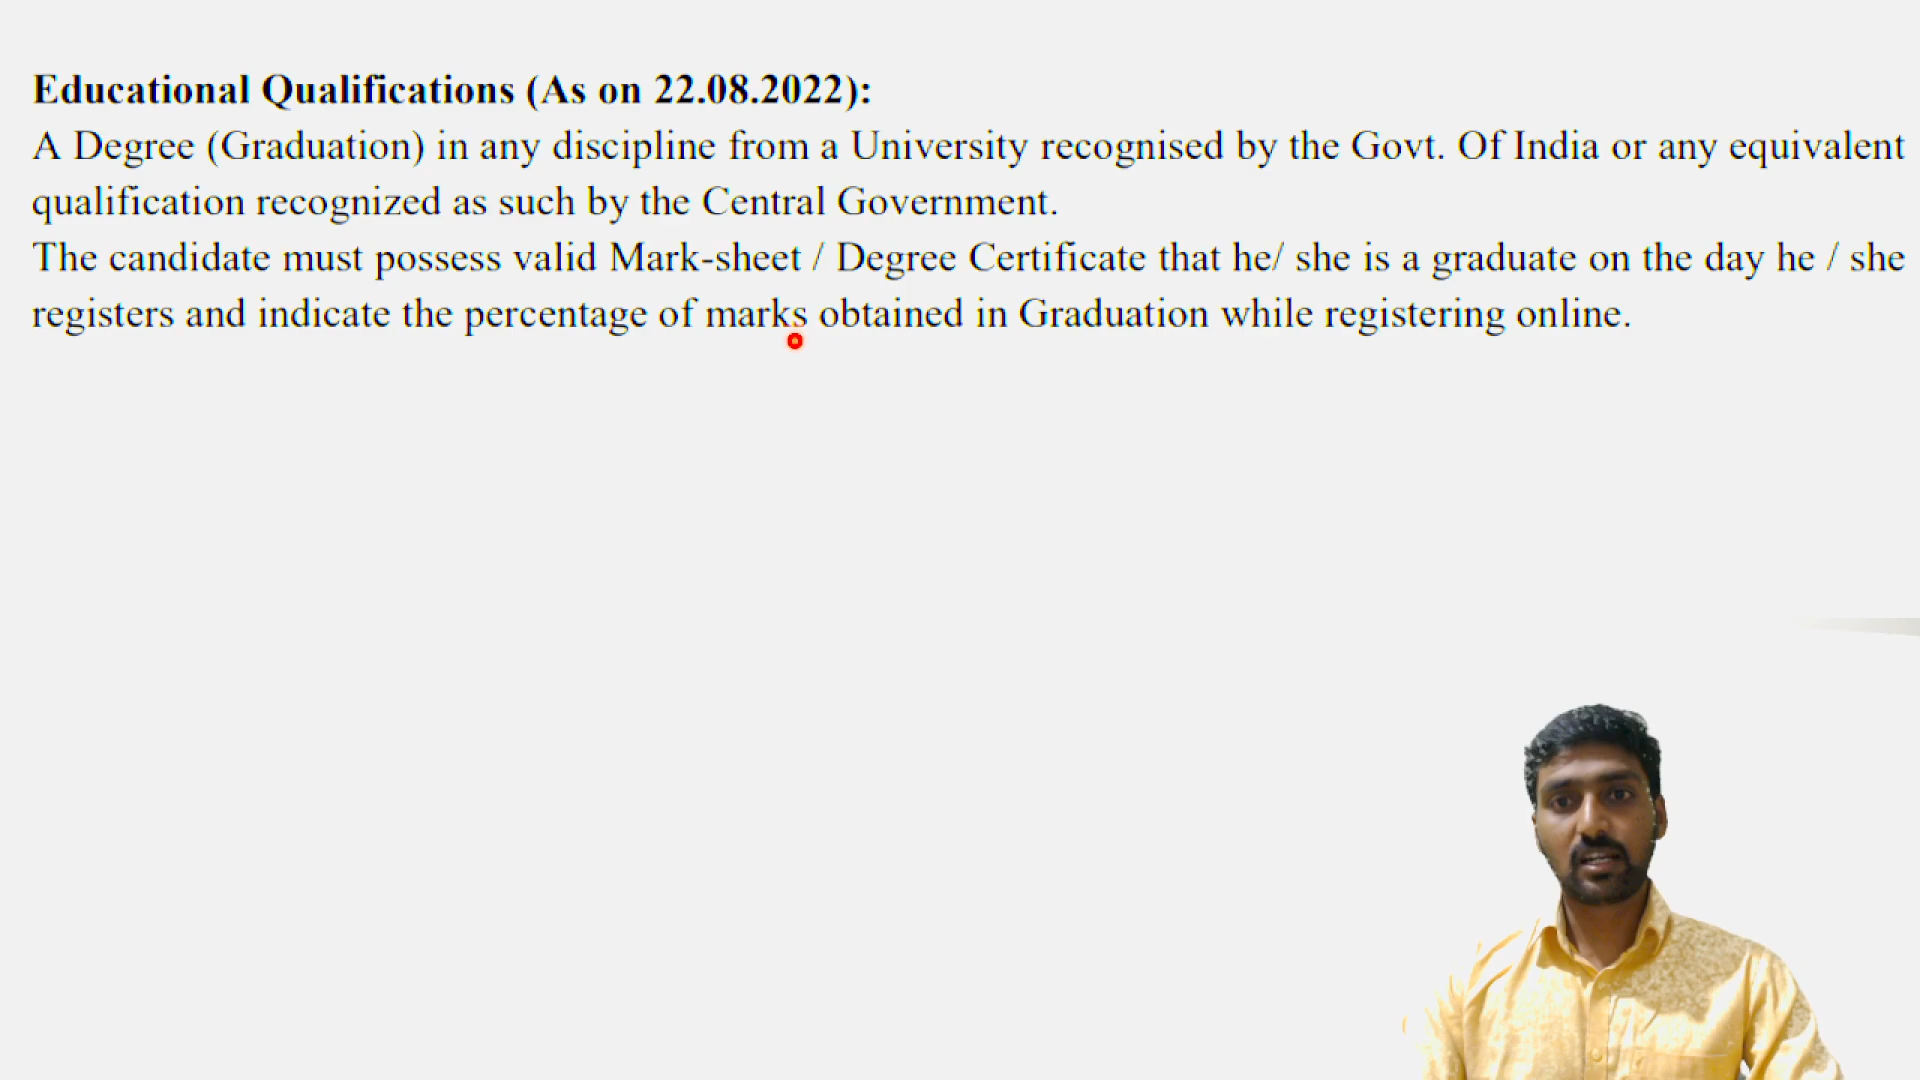 Educational Qualifications (As on 22.08.2022):
A Degree (Graduation) in any discipline from a University recognised by the Govt. Of India or any equivalent
qualification recognized as such by the Central Government.
The candidate must possess valid Mark-sheet / Degree Certificate that he/ she is a graduate on the day he / she
registers and indicate the percentage of marks obtained in Graduation while registering online.